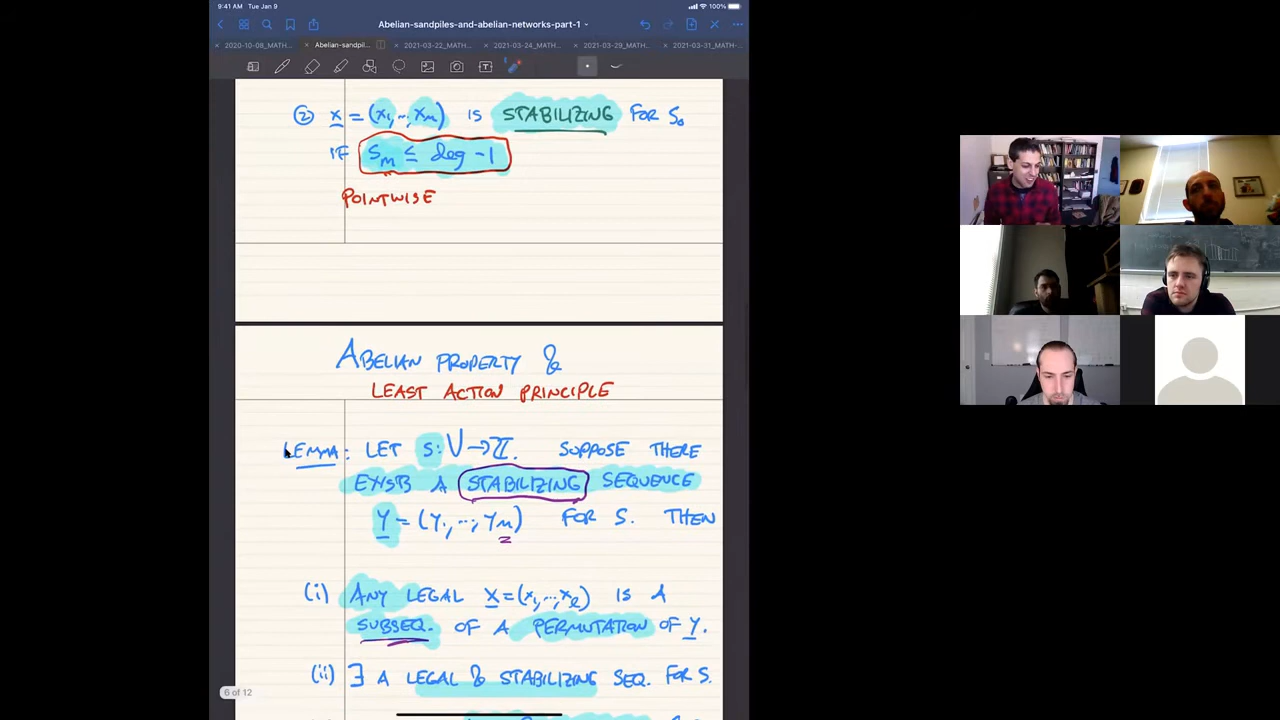 9:41 AM Tue Jan 9
100%
Abelian-sandpiles-and-abelian-networks-part-1
2020-10-08_MATH...
Abelian-sandpil...
2021-03-22_MATH...
2021-03-24_MATH...
2021-03-29_MATH...
2021-03-31_MATH-...
② x = (x₁, ..., xₘ) IS STABILIZING FOR S₀
IF Sₘ ≤ deg -1
POINTWISE
ABELIAN PROPERTY &
LEAST ACTION PRINCIPLE
LEMMA: LET S: V → ℤ. SUPPOSE THERE
EXISTS A STABILIZING SEQUENCE
Y = (Y₁, ..., Yₘ) FOR S. THEN
(i) ANY LEGAL X = (x₁, ..., xₗ) IS A
SUBSEQ. OF A PERMUTATION OF Y.
(ii) ∃ A LEGAL & STABILIZING SEQ. FOR S.
6 of 12